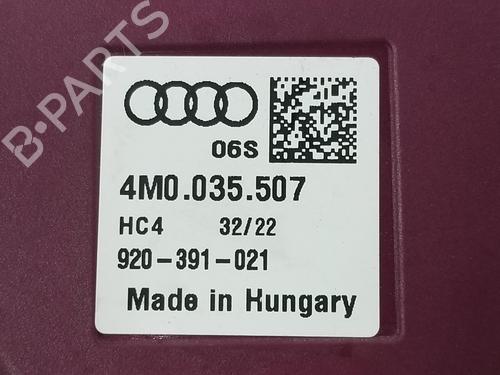 B-PARTS
06S
4M0.035.507
HC4 32/22
920-391-021
Made in Hungary